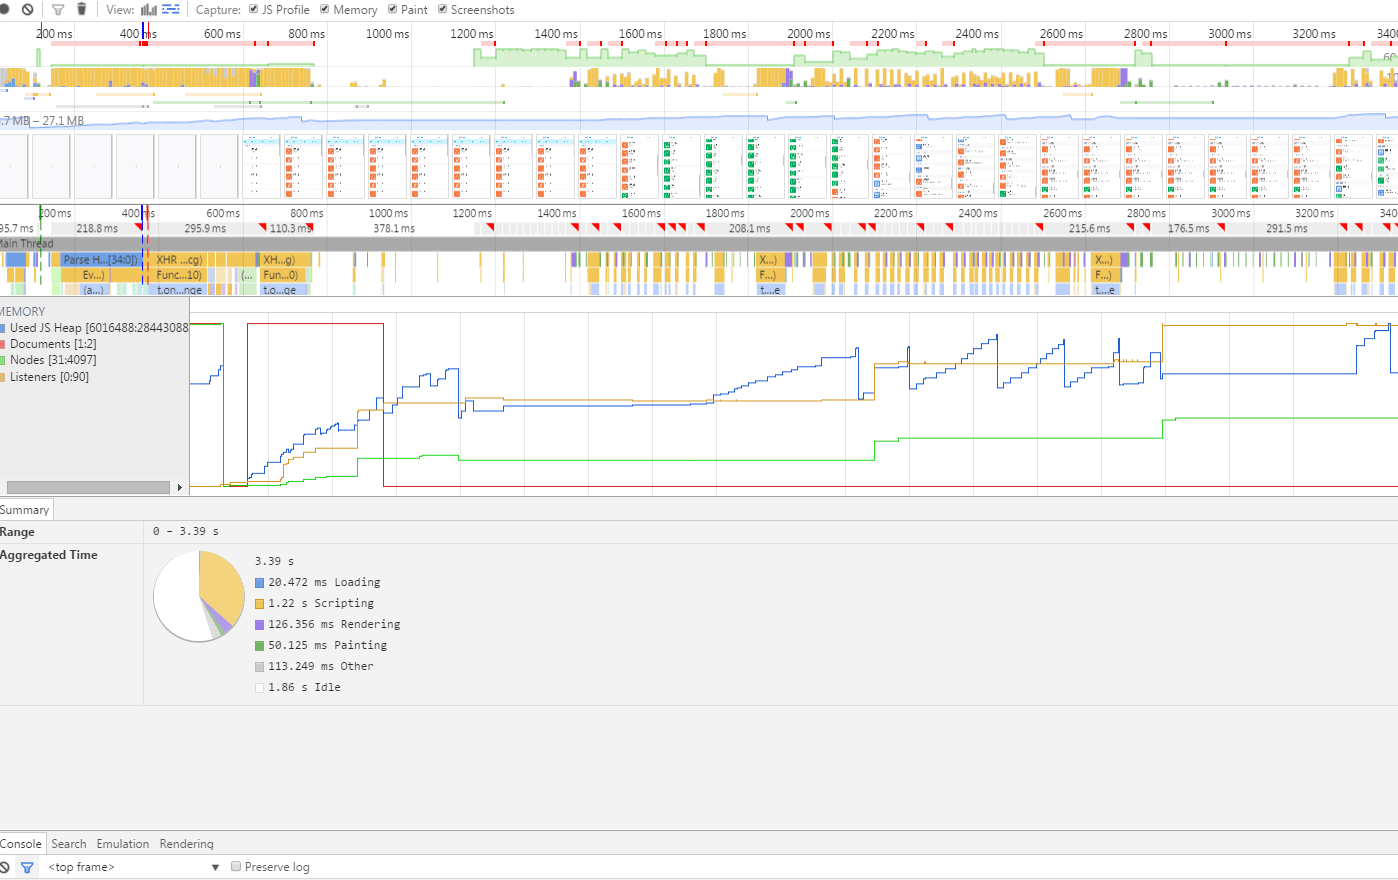 View: Capture: JS Profile Memory Paint Screenshots
200 ms 400 ms 600 ms 800 ms 1000 ms 1200 ms 1400 ms 1600 ms 1800 ms 2000 ms 2200 ms 2400 ms 2600 ms 2800 ms 3000 ms 3200 ms 3400
.7 MB – 27.1 MB
200 ms 400 ms 600 ms 800 ms 1000 ms 1200 ms 1400 ms 1600 ms 1800 ms 2000 ms 2200 ms 2400 ms 2600 ms 2800 ms 3000 ms 3200 ms 340
95.7 ms 218.8 ms 295.9 ms 110.3 ms 378.1 ms 208.1 ms 215.6 ms 176.5 ms 291.5 ms
Main Thread
Parse H...[34:0]) XHR ...cg) XH...g) X...) X...)
Ev...) Func...10) (... Fun...0) F...) F...)
(a...) t.on...nge t.o...ge t....e t....e
MEMORY
Used JS Heap [6016488:28443088
Documents [1:2]
Nodes [31:4097]
Listeners [0:90]
Summary
Range 0 – 3.39 s
Aggregated Time
3.39 s
20.472 ms Loading
1.22 s Scripting
126.356 ms Rendering
50.125 ms Painting
113.249 ms Other
1.86 s Idle
Console Search Emulation Rendering
<top frame> ▼ Preserve log